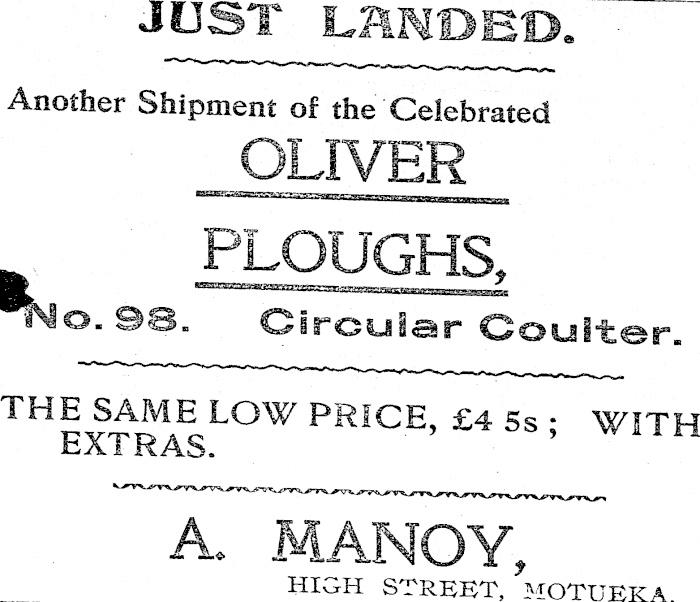 JUST LANDED.
Another Shipment of the Celebrated
OLIVER
PLOUGHS,
No. 98. Circular Coulter.
THE SAME LOW PRICE, £4 5s; WITH
EXTRAS.
A. MANOY,
HIGH STREET, MOTUEKA.